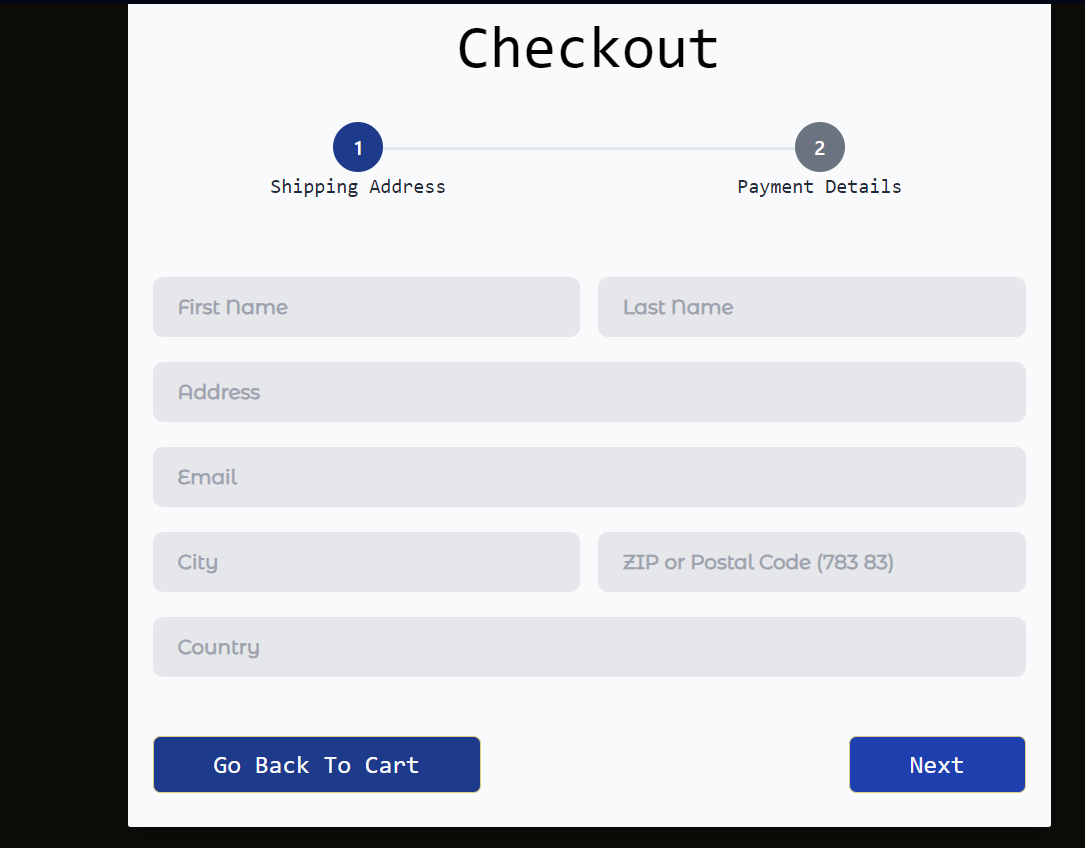 Checkout
1 2
Shipping Address Payment Details
First Name Last Name
Address
Email
City ZIP or Postal Code (783 83)
Country
Go Back To Cart Next